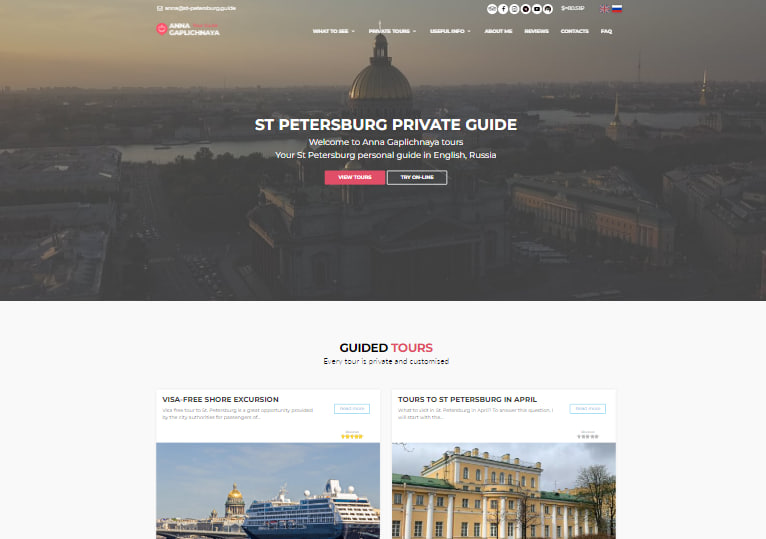 anna@st-petersburg.guide
ANNA
GAPLICHNAYA
WHAT TO SEE
PRIVATE TOURS
USEFUL INFO
ABOUT ME
REVIEWS
CONTACTS
FAQ
ST PETERSBURG PRIVATE GUIDE
Welcome to Anna Gaplichnaya tours
Your St Petersburg personal guide in English, Russia
VIEW TOURS
TRY ON-LINE
GUIDED TOURS
Every tour is private and customised
VISA-FREE SHORE EXCURSION
Visa free tour to St. Petersburg is a great opportunity provided
by the city authorities for passengers of...
READ MORE
TOURS TO ST PETERSBURG IN APRIL
What to visit in St. Petersburg in April? To answer this question, I
will start with the...
READ MORE